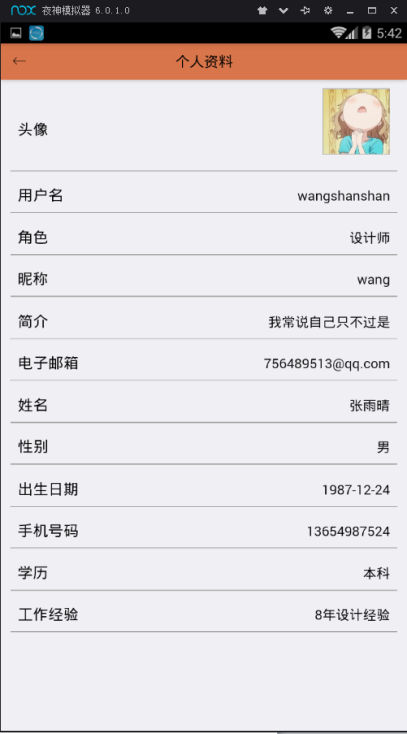 nox 夜神模拟器 6.0.1.0
5:42
← 个人资料
头像
用户名 wangshanshan
角色 设计师
昵称 wang
简介 我常说自己只不过是
电子邮箱 756489513@qq.com
姓名 张雨晴
性别 男
出生日期 1987-12-24
手机号码 13654987524
学历 本科
工作经验 8年设计经验